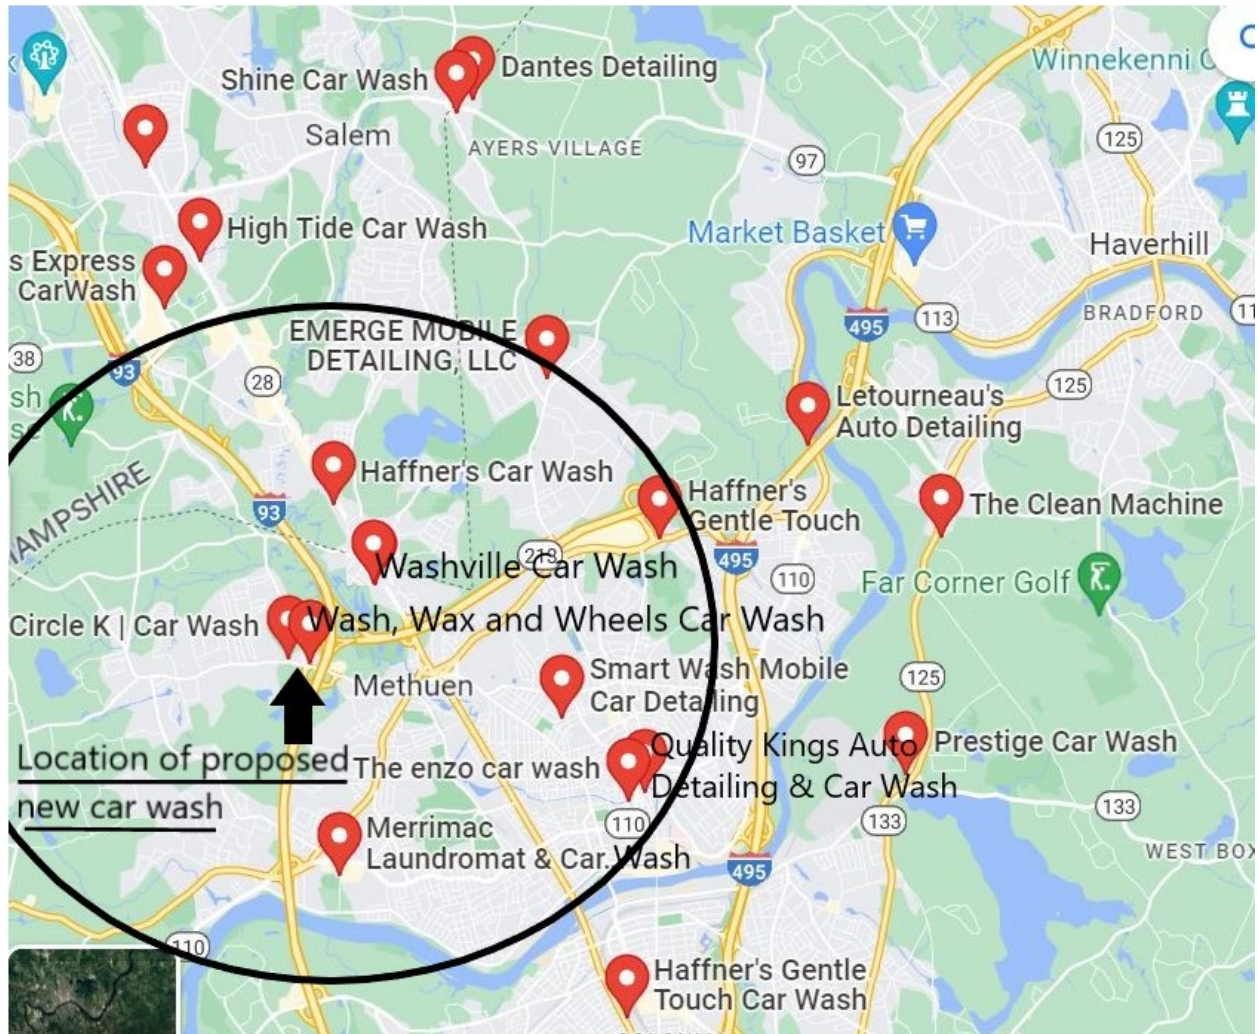 Winnekenni C
Shine Car Wash
Dantes Detailing
Salem
AYERS VILLAGE
125
97
High Tide Car Wash
Market Basket
Haverhill
s Express
CarWash
BRADFORD
EMERGE MOBILE
DETAILING, LLC
495
113
11
38
93
28
125
sh
se
Letourneau's
Auto Detailing
Haffner's Car Wash
Haffner's
Gentle Touch
The Clean Machine
HAMPSHIRE
93
213
495
110
Washville Car Wash
Far Corner Golf
Circle K | Car Wash
Wash, Wax and Wheels Car Wash
Methuen
Smart Wash Mobile
Car Detailing
125
Location of proposed
new car wash
The enzo car wash
Quality Kings Auto
Detailing & Car Wash
Prestige Car Wash
110
133
133
Merrimac
Laundromat & Car Wash
495
WEST BOX
110
Haffner's Gentle
Touch Car Wash